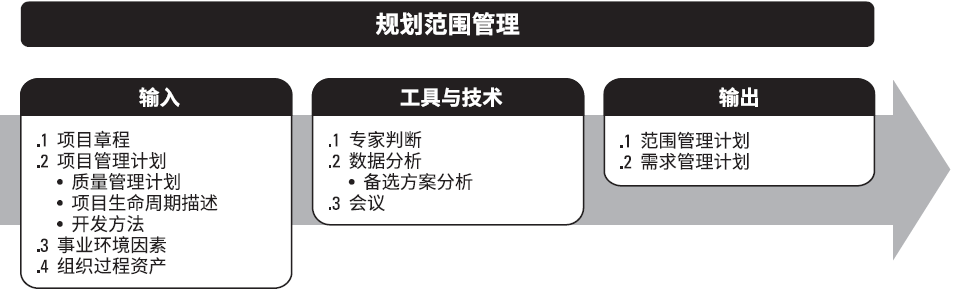 规划范围管理
输入
.1 项目章程
.2 项目管理计划
• 质量管理计划
• 项目生命周期描述
• 开发方法
.3 事业环境因素
.4 组织过程资产
工具与技术
.1 专家判断
.2 数据分析
• 备选方案分析
.3 会议
输出
.1 范围管理计划
.2 需求管理计划